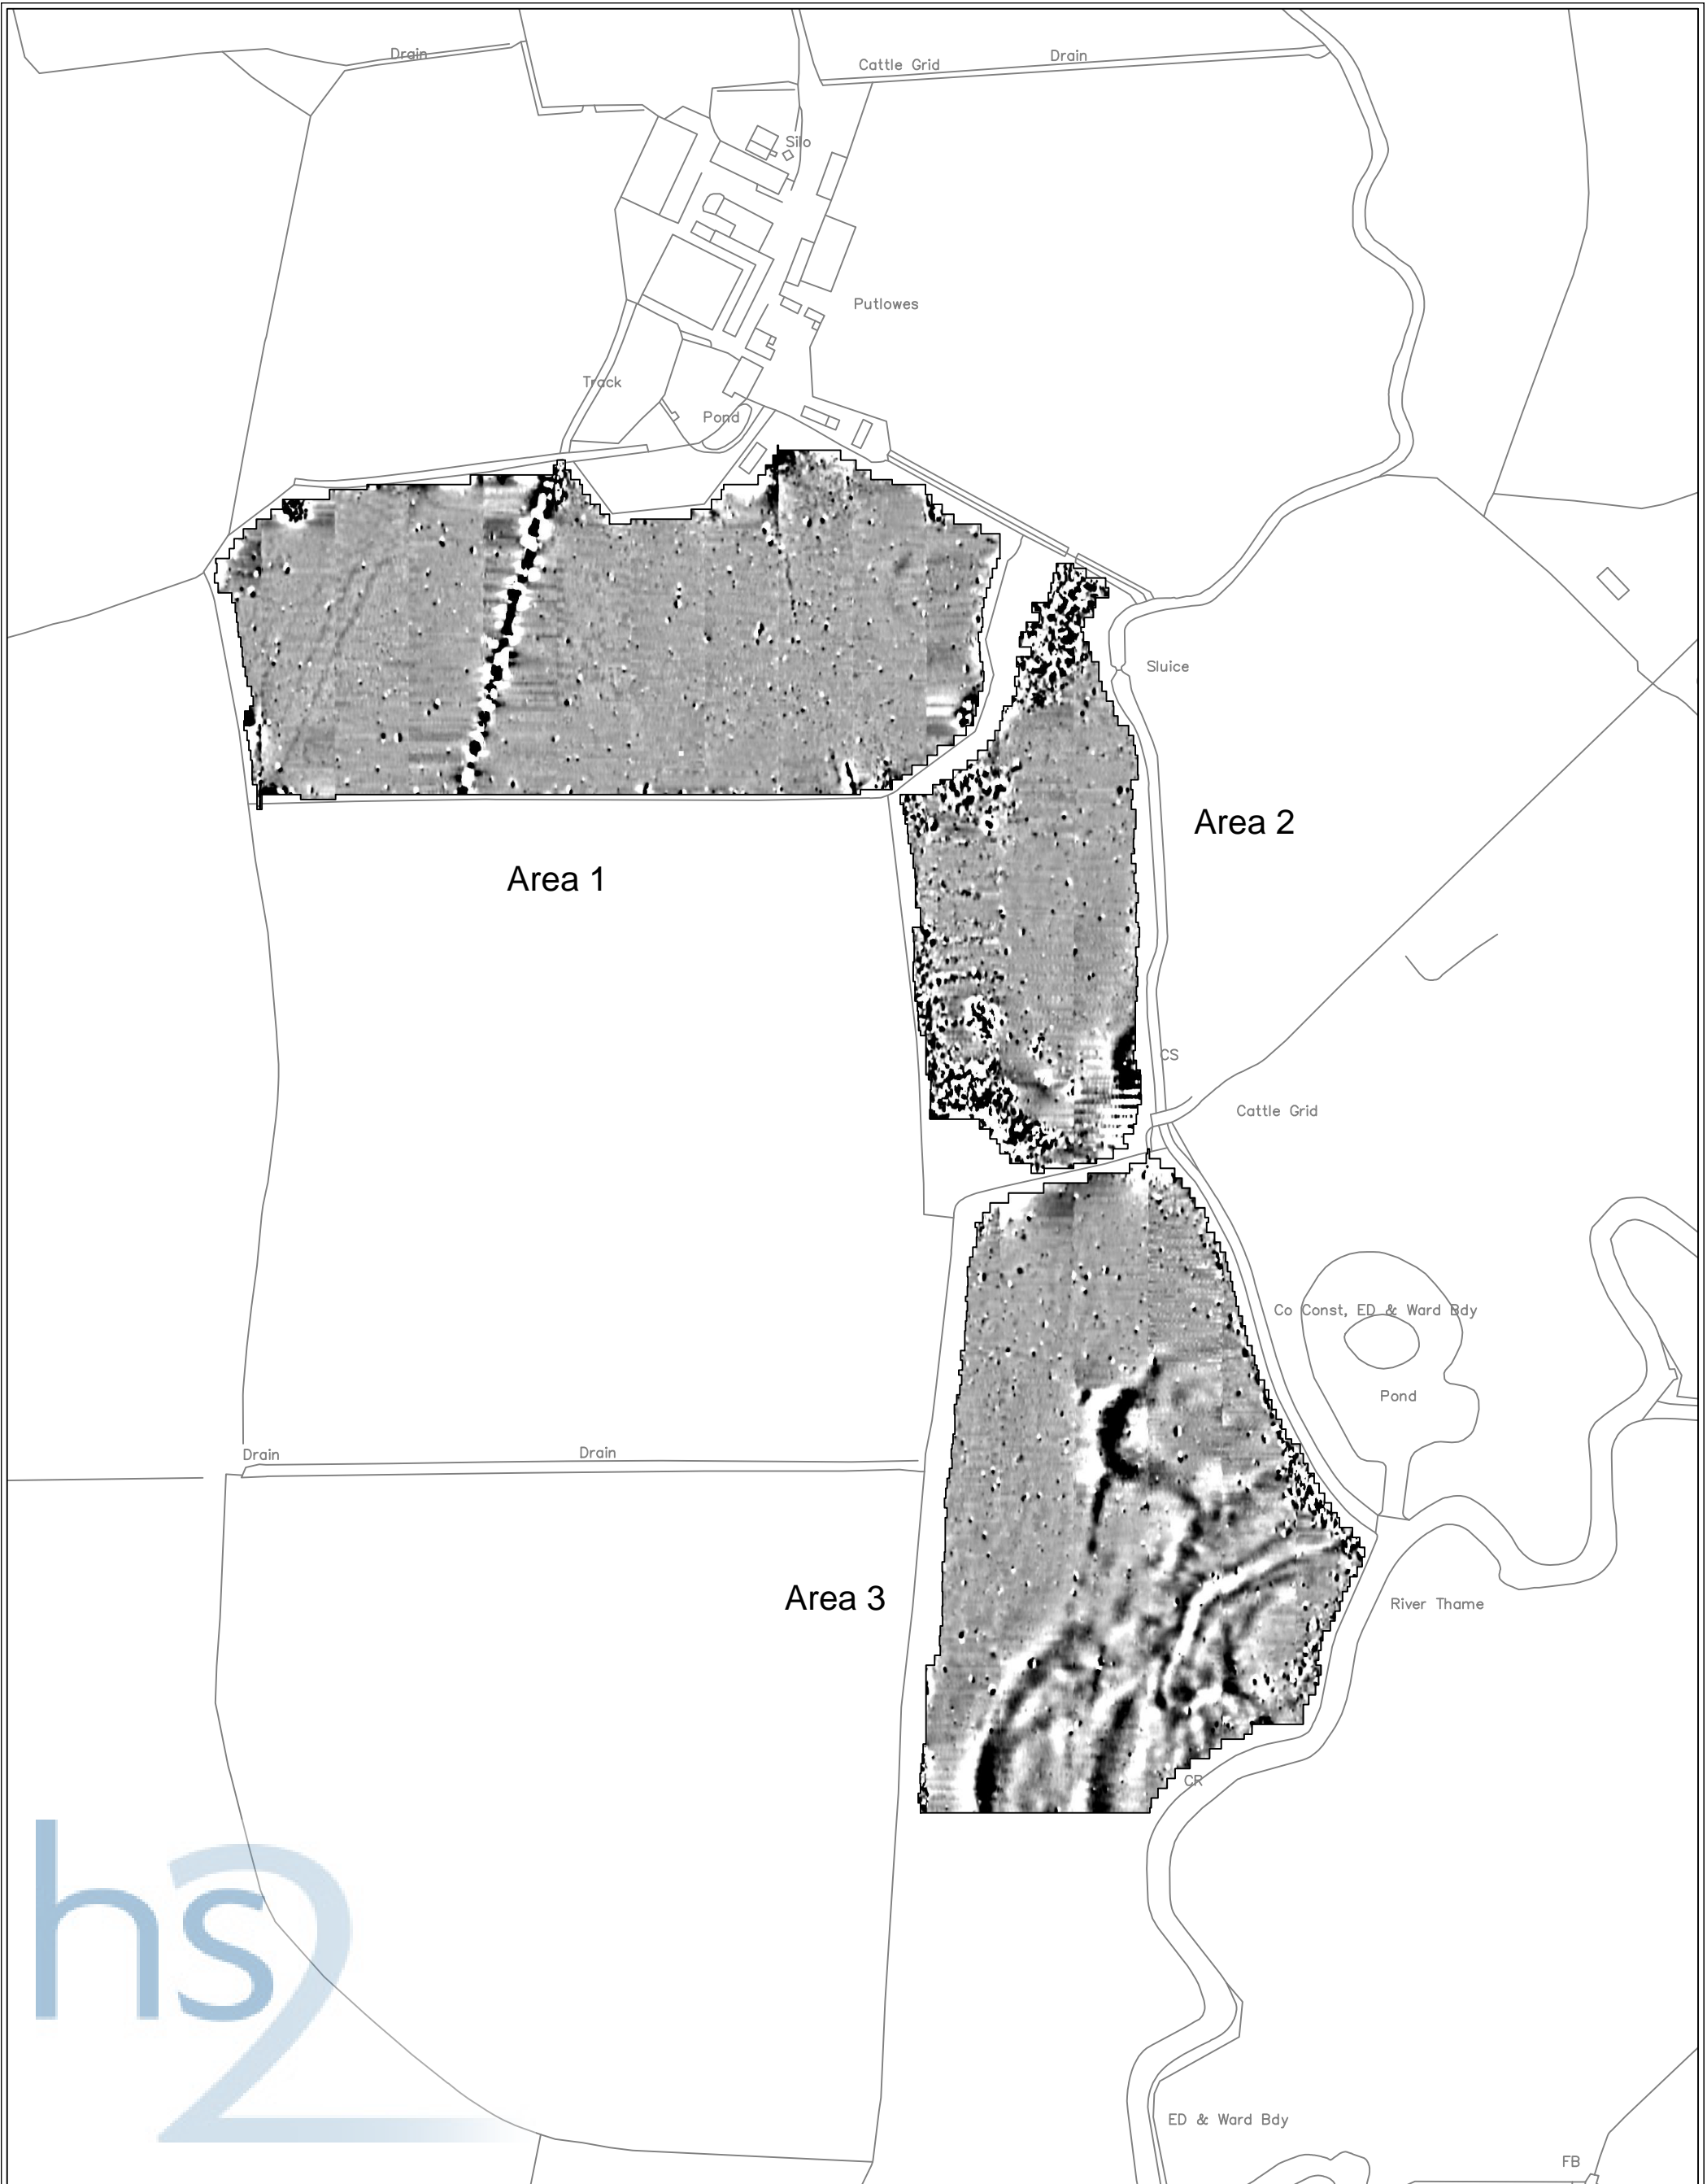 Drain
Cattle Grid
Drain
Silo
Putlowes
Track
Pond
Sluice
Area 2
Area 1
CS
Cattle Grid
Co Const, ED & Ward Bdy
Pond
Drain
Drain
Area 3
River Thame
CR
hs2
ED & Ward Bdy
FB